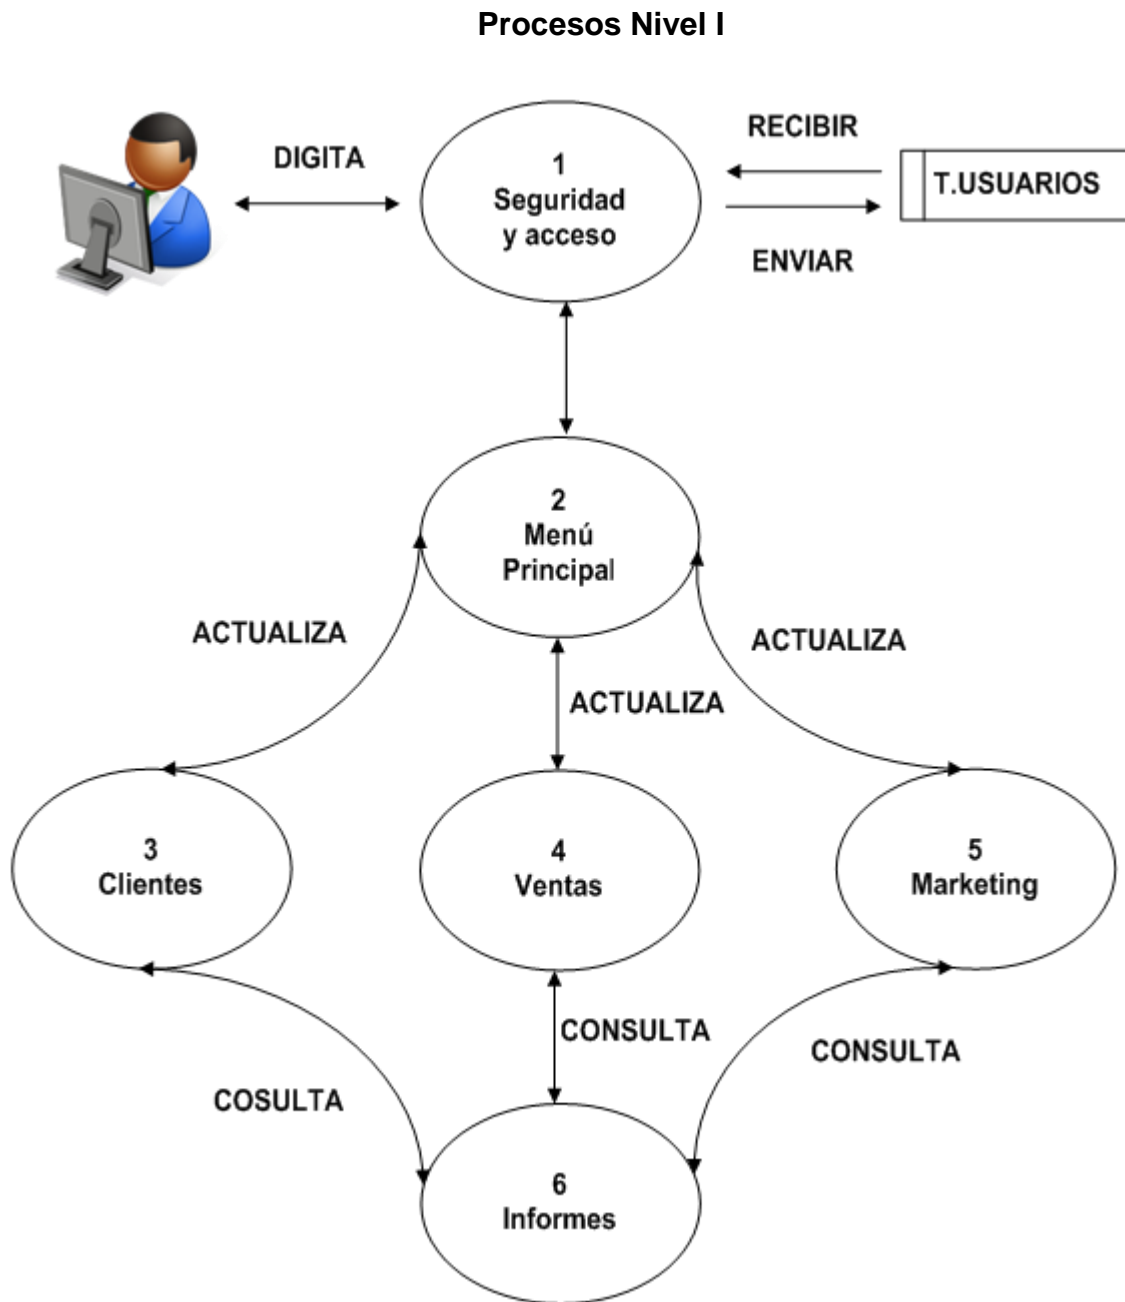 Procesos Nivel I
DIGITA
1
Seguridad
y acceso
RECIBIR
T.USUARIOS
ENVIAR
2
Menú
Principal
ACTUALIZA
ACTUALIZA
ACTUALIZA
3
Clientes
4
Ventas
5
Marketing
COSULTA
CONSULTA
CONSULTA
6
Informes